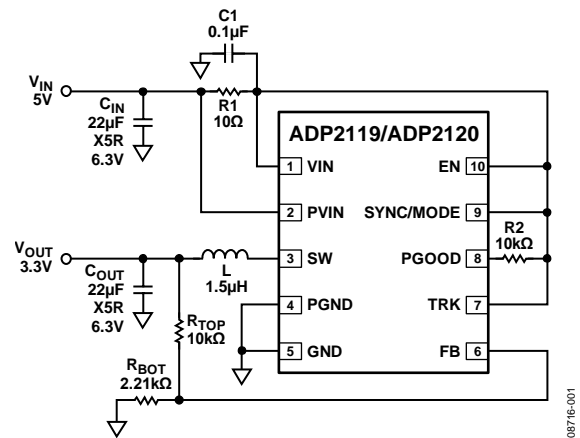 C1
0.1µF
VIN
5V
CIN
22µF
X5R
6.3V
R1
10Ω
ADP2119/ADP2120
1 VIN
EN 10
2 PVIN
SYNC/MODE 9
R2
10kΩ
VOUT
3.3V
COUT
22µF
X5R
6.3V
L
1.5µH
3 SW
PGOOD 8
4 PGND
TRK 7
RTOP
10kΩ
5 GND
FB 6
RBOT
2.21kΩ
08716-001